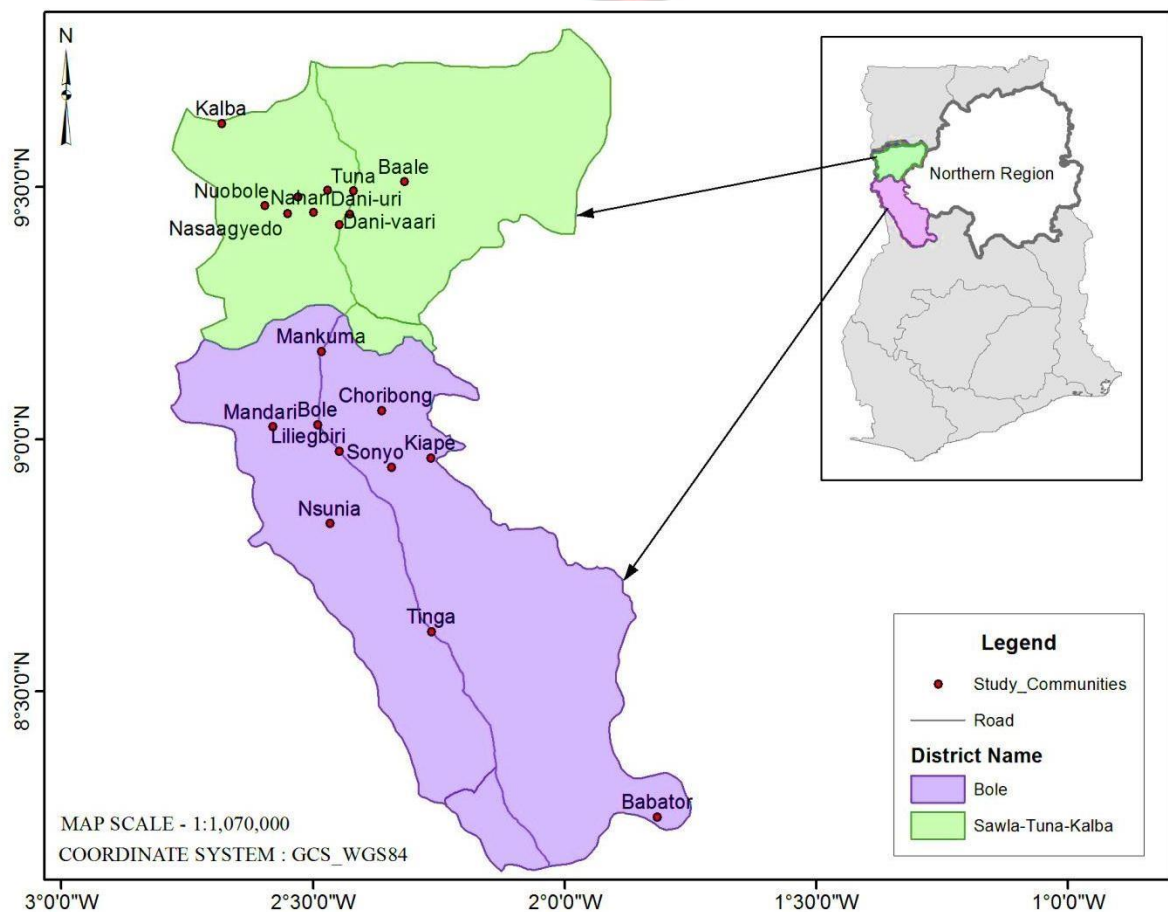 N
Kalba
Tuna
Baale
Nuobole
Nahari
Dani-uri
Nasaagyedo
Dani-vaari
Mankuma
Choribong
Mandari
Bole
Liliegbiri
Sonyo
Kiape
Nsunia
Tinga
Babator
Northern Region
Legend
Study_Communities
Road
District Name
Bole
Sawla-Tuna-Kalba
MAP SCALE - 1:1,070,000
COORDINATE SYSTEM : GCS_WGS84
9°30'0"N
9°0'0"N
8°30'0"N
3°0'0"W
2°30'0"W
2°0'0"W
1°30'0"W
1°0'0"W